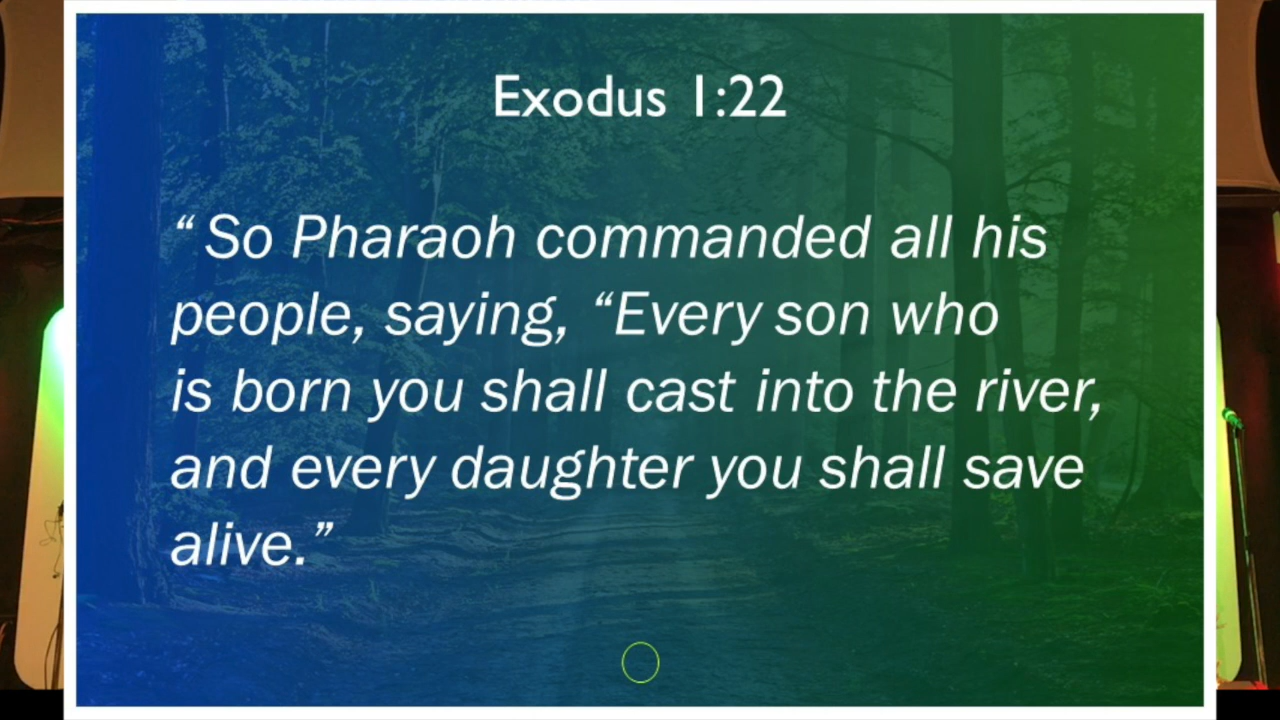 Exodus 1:22
“ So Pharaoh commanded all his
people, saying, “Every son who
is born you shall cast into the river,
and every daughter you shall save
alive.”